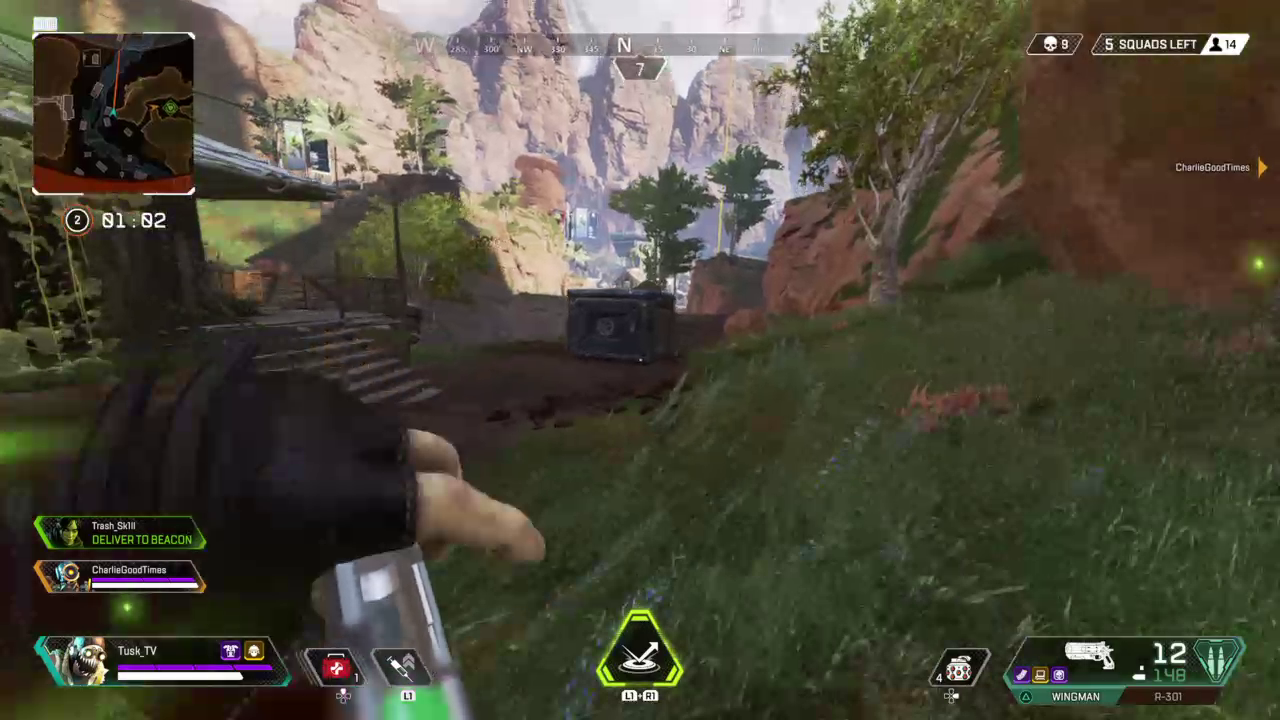 W 285 300 NW 330 345 N 15 30 NE E
7
9
5 SQUADS LEFT 14
CharlieGoodTimes
2 01:02
Trash_Sk1ll
DELIVER TO BEACON
CharlieGoodTimes
Tusk_TV
1
L1
L1+R1
4
12
148
WINGMAN
R-301